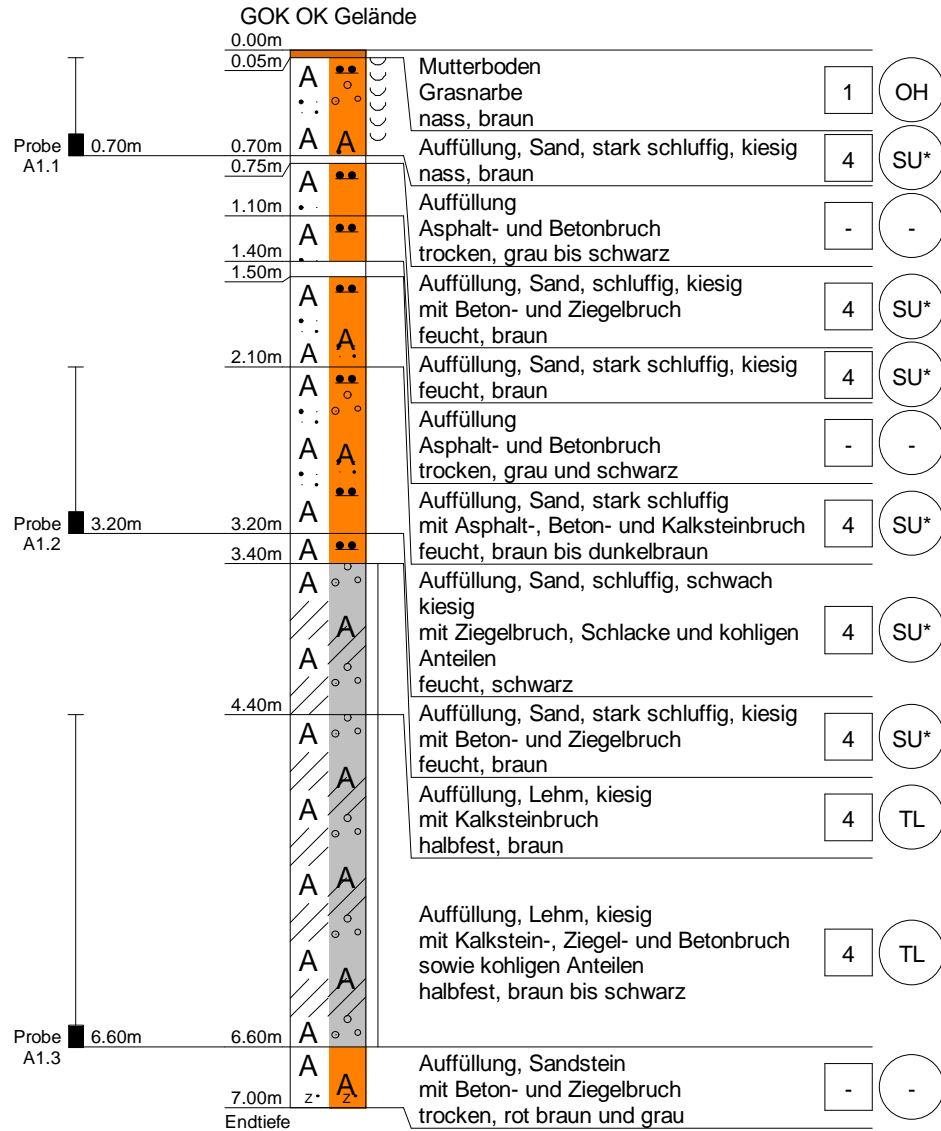 GOK OK Gelände
0.00m
0.05m
Mutterboden
Grasnarbe
nass, braun
1 OH
Probe A1.1 0.70m
0.70m
Auffüllung, Sand, stark schluffig, kiesig
nass, braun
4 SU*
0.75m
Auffüllung
Asphalt- und Betonbruch
trocken, grau bis schwarz
- -
1.10m
Auffüllung, Sand, schluffig, kiesig
mit Beton- und Ziegelbruch
feucht, braun
4 SU*
1.40m
Auffüllung, Sand, stark schluffig, kiesig
feucht, braun
4 SU*
1.50m
Auffüllung
Asphalt- und Betonbruch
trocken, grau und schwarz
- -
2.10m
Auffüllung, Sand, stark schluffig
mit Asphalt-, Beton- und Kalksteinbruch
feucht, braun bis dunkelbraun
4 SU*
Probe A1.2 3.20m
3.20m
Auffüllung, Sand, schluffig, schwach
kiesig
mit Ziegelbruch, Schlacke und kohligen
Anteilen
feucht, schwarz
4 SU*
3.40m
Auffüllung, Sand, stark schluffig, kiesig
mit Beton- und Ziegelbruch
feucht, braun
4 SU*
4.40m
Auffüllung, Lehm, kiesig
mit Kalksteinbruch
halbfest, braun
4 TL
Auffüllung, Lehm, kiesig
mit Kalkstein-, Ziegel- und Betonbruch
sowie kohligen Anteilen
halbfest, braun bis schwarz
4 TL
Probe A1.3 6.60m
6.60m
Auffüllung, Sandstein
mit Beton- und Ziegelbruch
trocken, rot braun und grau
- -
7.00m
Endtiefe
A A
A A
A
A
A A
A
A A
A
A A
A A
A
A A
A
A A
A A
A
A A
z z